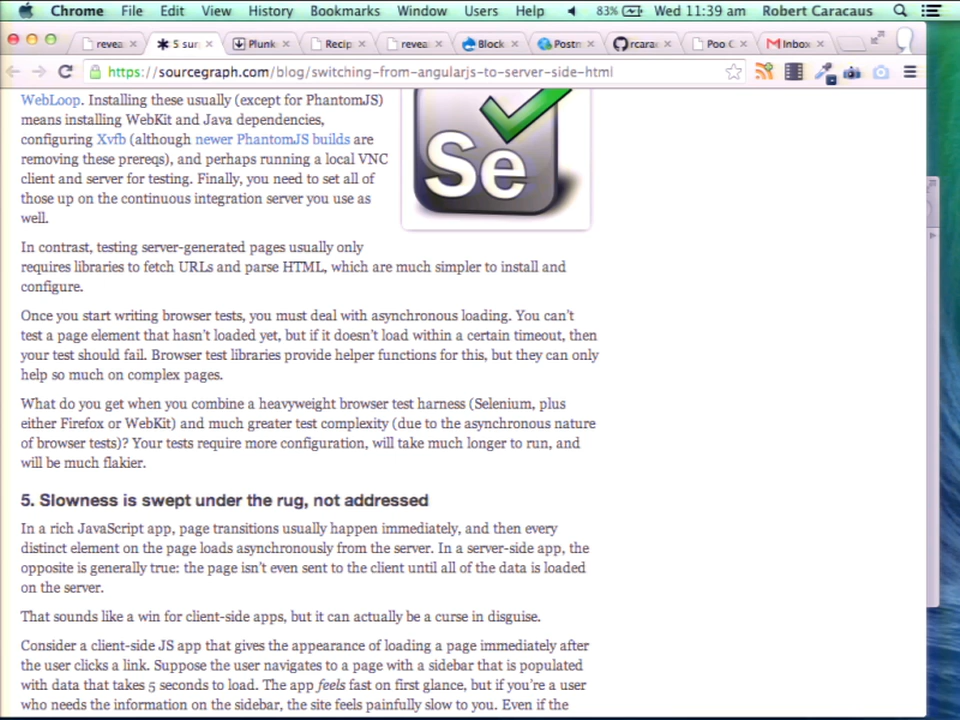 Chrome File Edit View History Bookmarks Window Users Help 83% Wed 11:39 am Robert Caracaus
revea 5 sur Plunk Recip revea Block Postm rcara Poo C Inbox
https://sourcegraph.com/blog/switching-from-angularjs-to-server-side-html
WebLoop. Installing these usually (except for PhantomJS)
means installing WebKit and Java dependencies,
configuring Xvfb (although newer PhantomJS builds are
removing these prereqs), and perhaps running a local VNC
client and server for testing. Finally, you need to set all of
those up on the continuous integration server you use as
well.
Se
In contrast, testing server-generated pages usually only
requires libraries to fetch URLs and parse HTML, which are much simpler to install and
configure.
Once you start writing browser tests, you must deal with asynchronous loading. You can't
test a page element that hasn't loaded yet, but if it doesn't load within a certain timeout, then
your test should fail. Browser test libraries provide helper functions for this, but they can only
help so much on complex pages.
What do you get when you combine a heavyweight browser test harness (Selenium, plus
either Firefox or WebKit) and much greater test complexity (due to the asynchronous nature
of browser tests)? Your tests require more configuration, will take much longer to run, and
will be much flakier.
5. Slowness is swept under the rug, not addressed
In a rich JavaScript app, page transitions usually happen immediately, and then every
distinct element on the page loads asynchronously from the server. In a server-side app, the
opposite is generally true: the page isn't even sent to the client until all of the data is loaded
on the server.
That sounds like a win for client-side apps, but it can actually be a curse in disguise.
Consider a client-side JS app that gives the appearance of loading a page immediately after
the user clicks a link. Suppose the user navigates to a page with a sidebar that is populated
with data that takes 5 seconds to load. The app feels fast on first glance, but if you're a user
who needs the information on the sidebar, the site feels painfully slow to you. Even if the